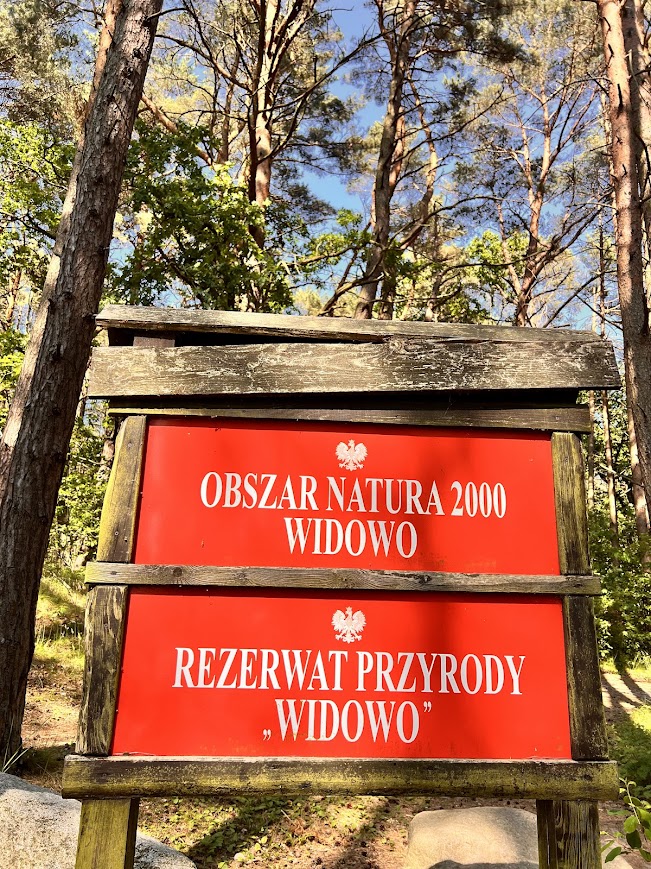 OBSZAR NATURA 2000
WIDOWO
REZERWAT PRZYRODY
„WIDOWO”